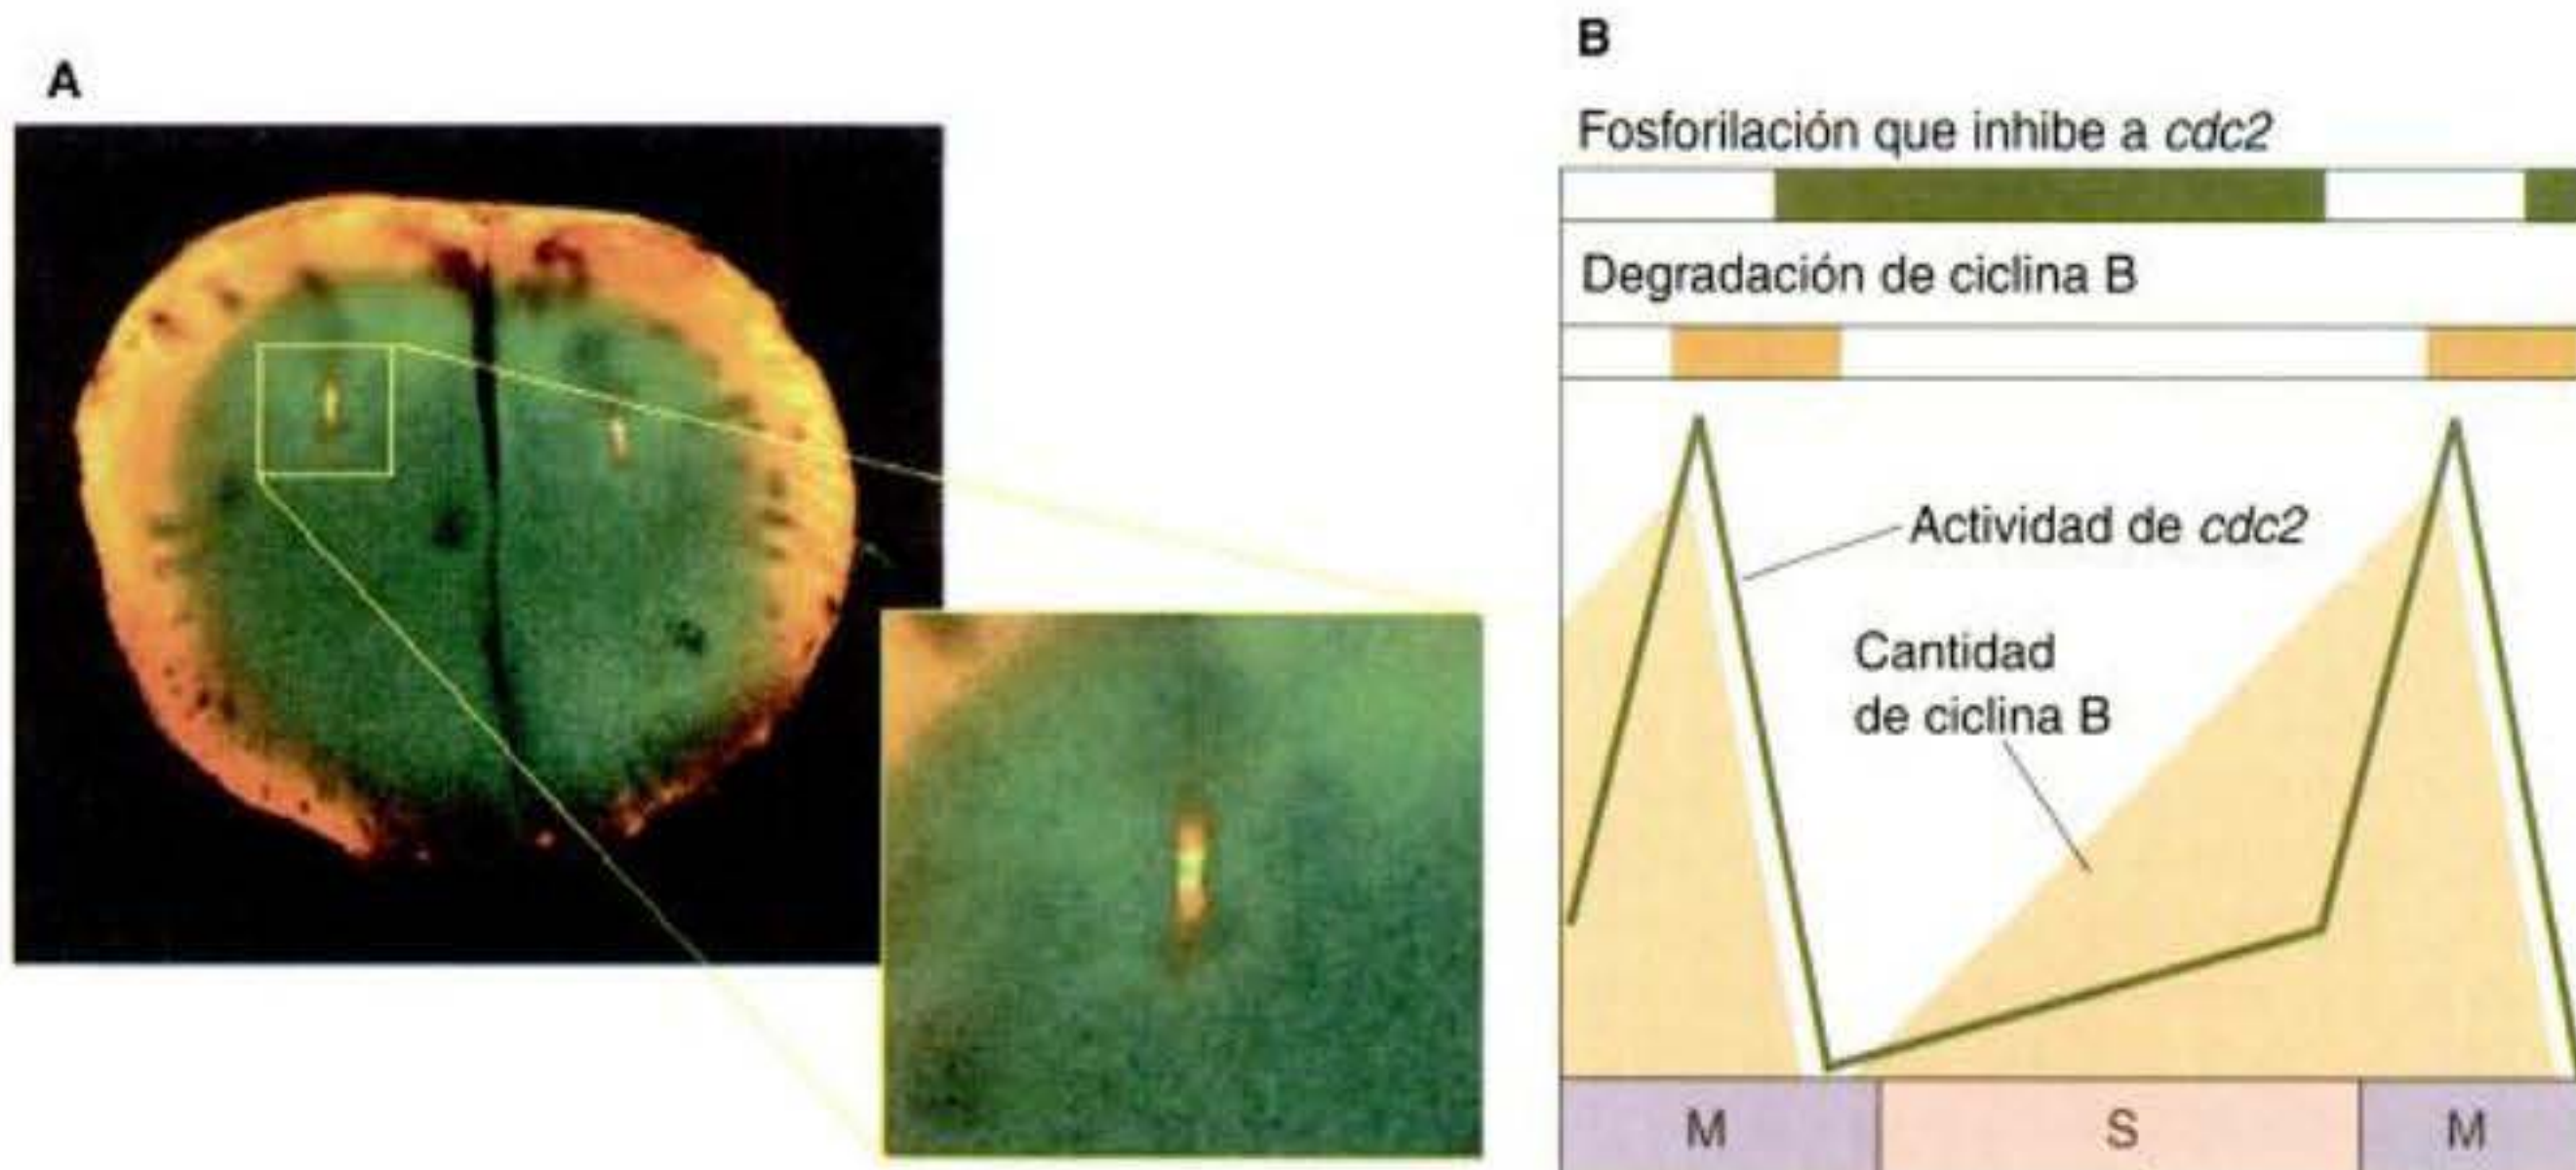 A
B
Fosforilación que inhibe a cdc2
Degradación de ciclina B
Actividad de cdc2
Cantidad
de ciclina B
M
S
M